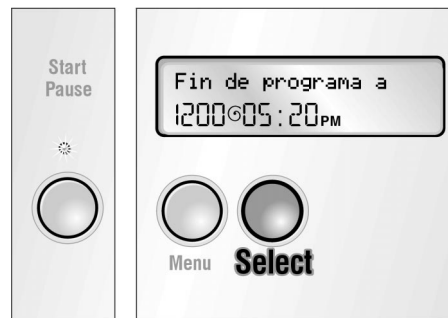 Start
Pause
Fin de programa a
1200 05:20PM
Menu
Select